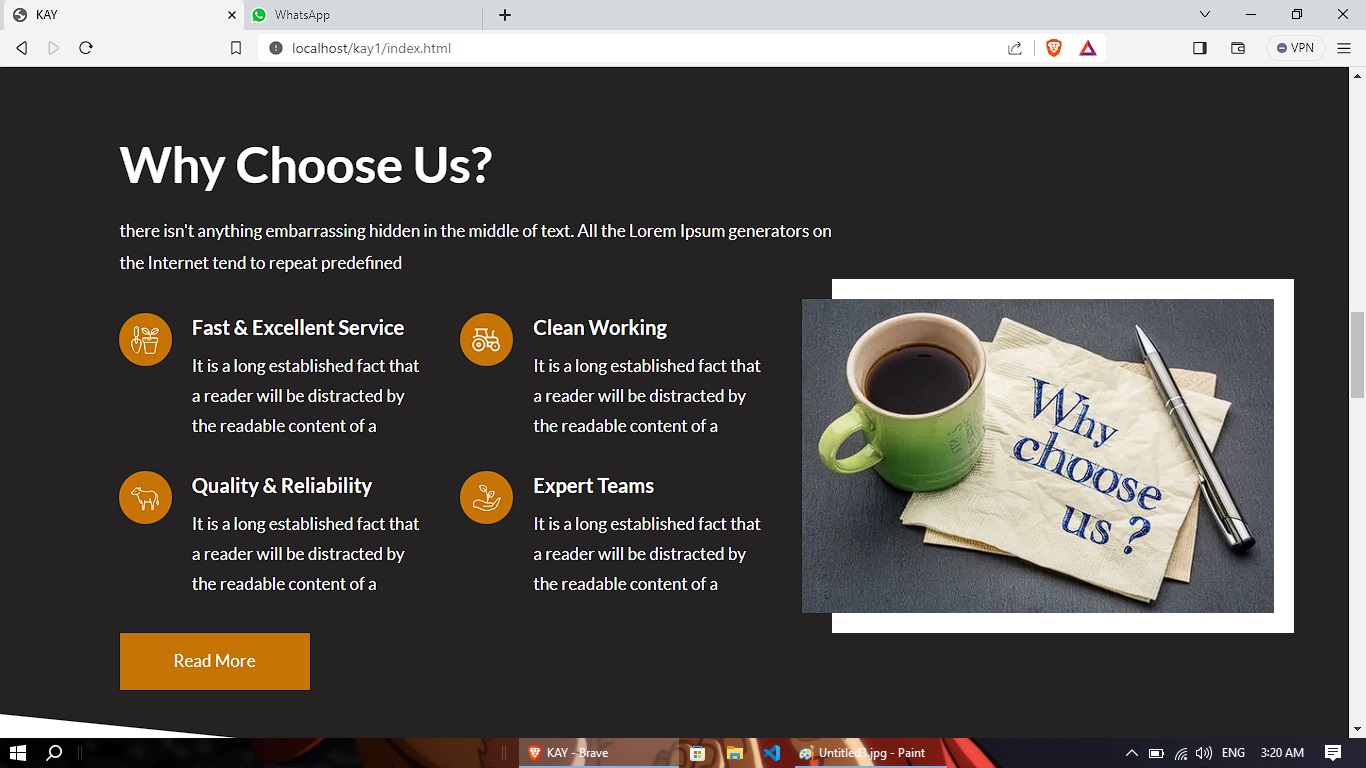 KAY
WhatsApp
localhost/kay1/index.html
VPN
Why Choose Us?
there isn't anything embarrassing hidden in the middle of text. All the Lorem Ipsum generators on
the Internet tend to repeat predefined
Fast & Excellent Service
It is a long established fact that
a reader will be distracted by
the readable content of a
Clean Working
It is a long established fact that
a reader will be distracted by
the readable content of a
Quality & Reliability
It is a long established fact that
a reader will be distracted by
the readable content of a
Expert Teams
It is a long established fact that
a reader will be distracted by
the readable content of a
Read More
Why
choose
us ?
KAY - Brave
Untitled3.jpg - Paint
ENG
3:20 AM